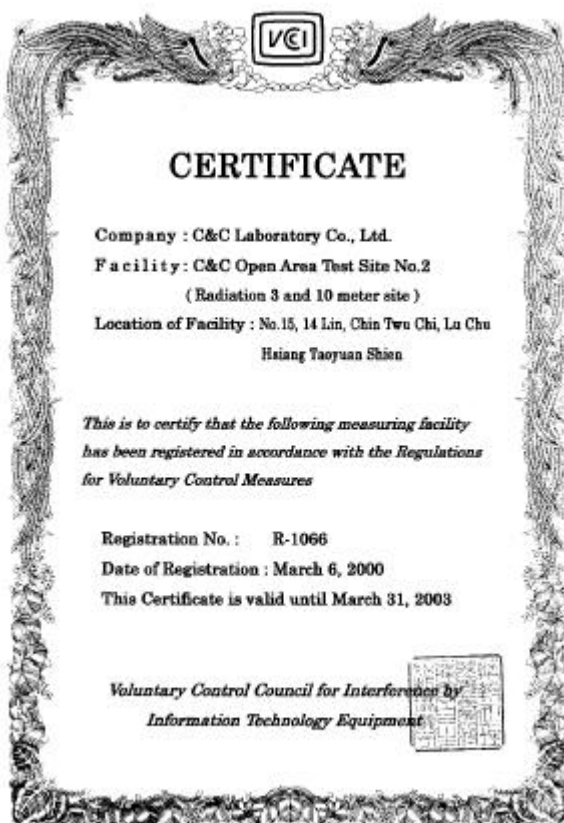 VCCI
CERTIFICATE
Company : C&C Laboratory Co., Ltd.
Facility: C&C Open Area Test Site No.2
( Radiation 3 and 10 meter site )
Location of Facility : No.15, 14 Lin, Chin Twu Chi, Lu Chu
Hsiang Taoyuan Shien
This is to certify that the following measuring facility
has been registered in accordance with the Regulations
for Voluntary Control Measures
Registration No. : R-1066
Date of Registration : March 6, 2000
This Certificate is valid until March 31, 2003
Voluntary Control Council for Interference by
Information Technology Equipment